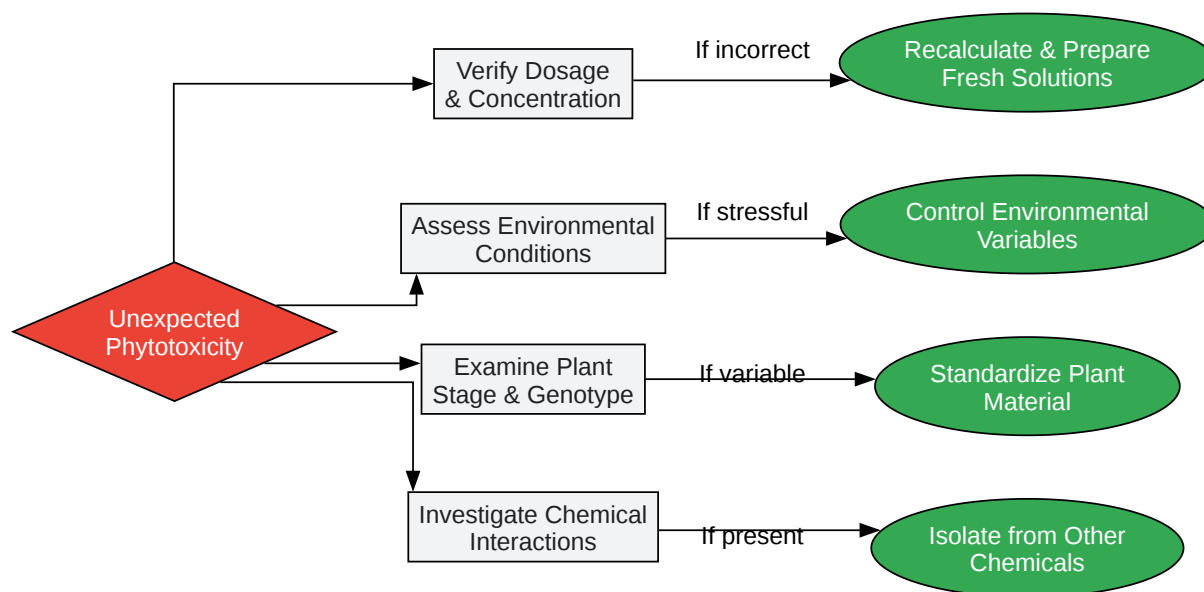 If incorrect
Recalculate & Prepare
Fresh Solutions
Verify Dosage
& Concentration
If stressful
Control Environmental
Variables
Assess Environmental
Conditions
Unexpected
Phytotoxicity
Examine Plant
Stage & Genotype
If variable
Standardize Plant
Material
Investigate Chemical
Interactions
If present
Isolate from Other
Chemicals